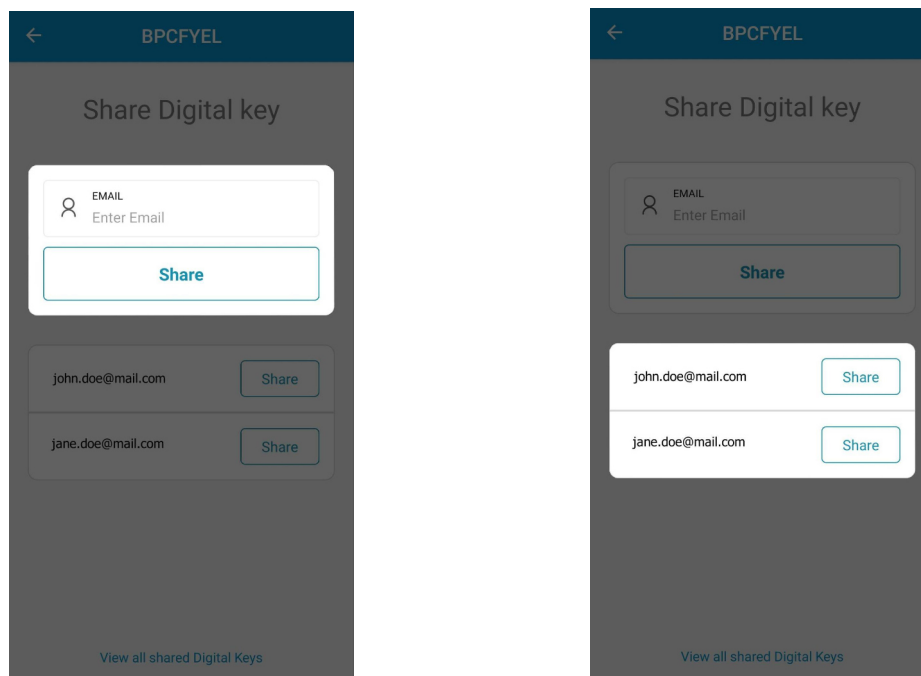 BPCFYEL
Share Digital key
EMAIL
Enter Email
Share
john.doe@mail.com
Share
jane.doe@mail.com
Share
View all shared Digital Keys
BPCFYEL
Share Digital key
EMAIL
Enter Email
Share
john.doe@mail.com
Share
jane.doe@mail.com
Share
View all shared Digital Keys